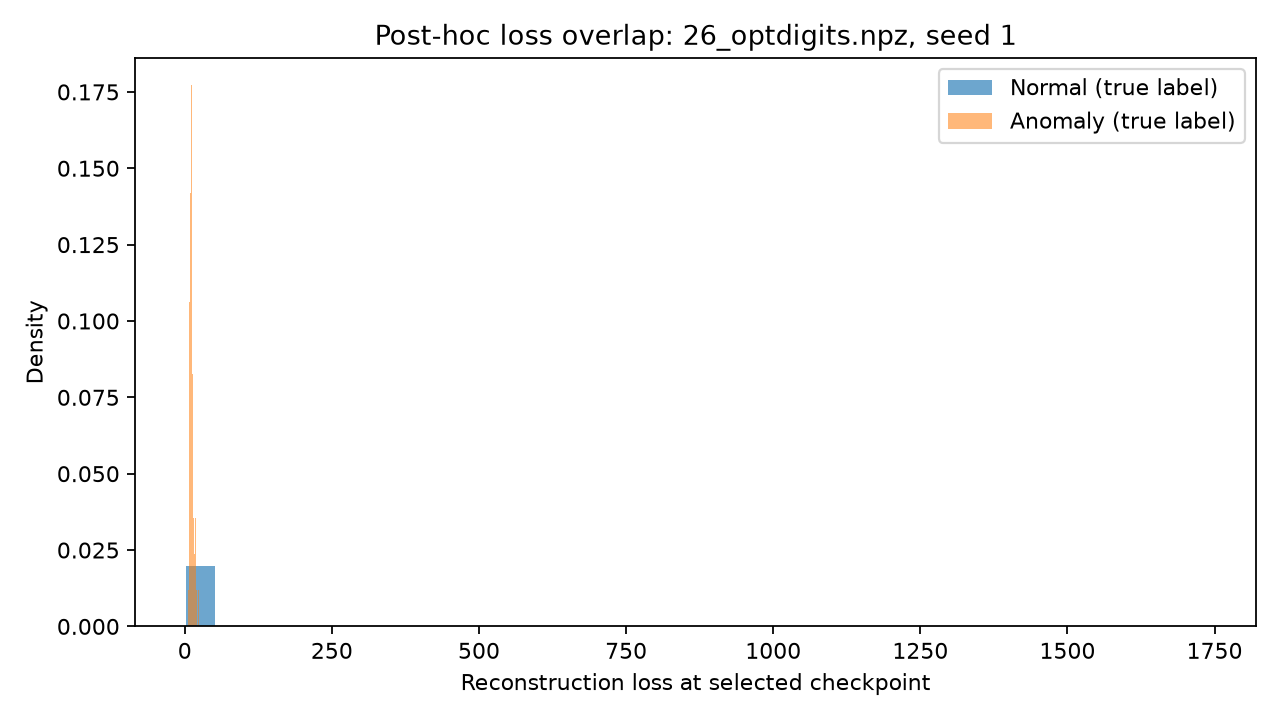 Post-hoc loss overlap: 26_optdigits.npz, seed 1
Normal (true label)
Anomaly (true label)
Density
0.175
0.150
0.125
0.100
0.075
0.050
0.025
0.000
0 250 500 750 1000 1250 1500 1750
Reconstruction loss at selected checkpoint